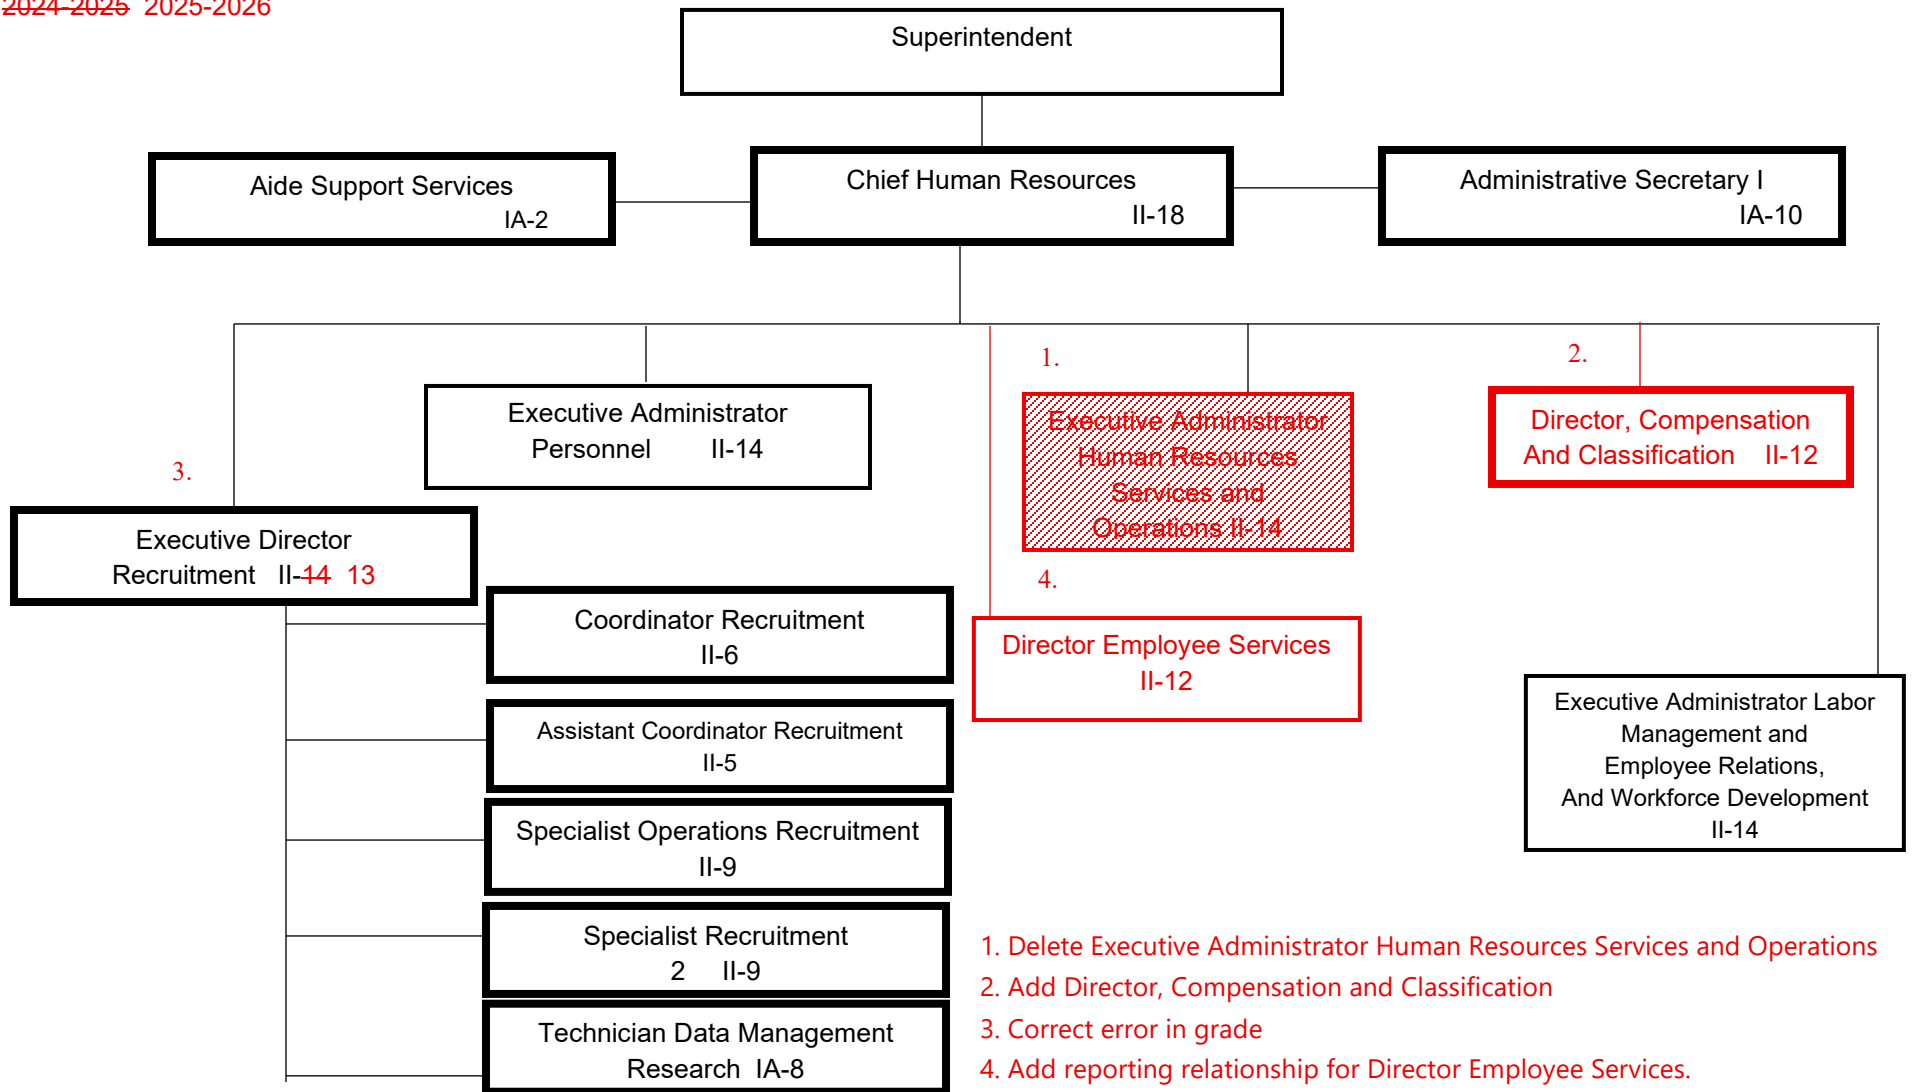 2024-2025 2025-2026
Superintendent
Aide Support Services
IA-2
Chief Human Resources
II-18
Administrative Secretary I
IA-10
1.
2.
Executive Administrator
Personnel II-14
Executive Administrator
Human Resources
Services and
Operations II-14
Director, Compensation
And Classification II-12
3.
Executive Director
Recruitment II-14 13
4.
Coordinator Recruitment
II-6
Director Employee Services
II-12
Assistant Coordinator Recruitment
II-5
Executive Administrator Labor
Management and
Employee Relations,
And Workforce Development
II-14
Specialist Operations Recruitment
II-9
Specialist Recruitment
2 II-9
Technician Data Management
Research IA-8
1. Delete Executive Administrator Human Resources Services and Operations
2. Add Director, Compensation and Classification
3. Correct error in grade
4. Add reporting relationship for Director Employee Services.